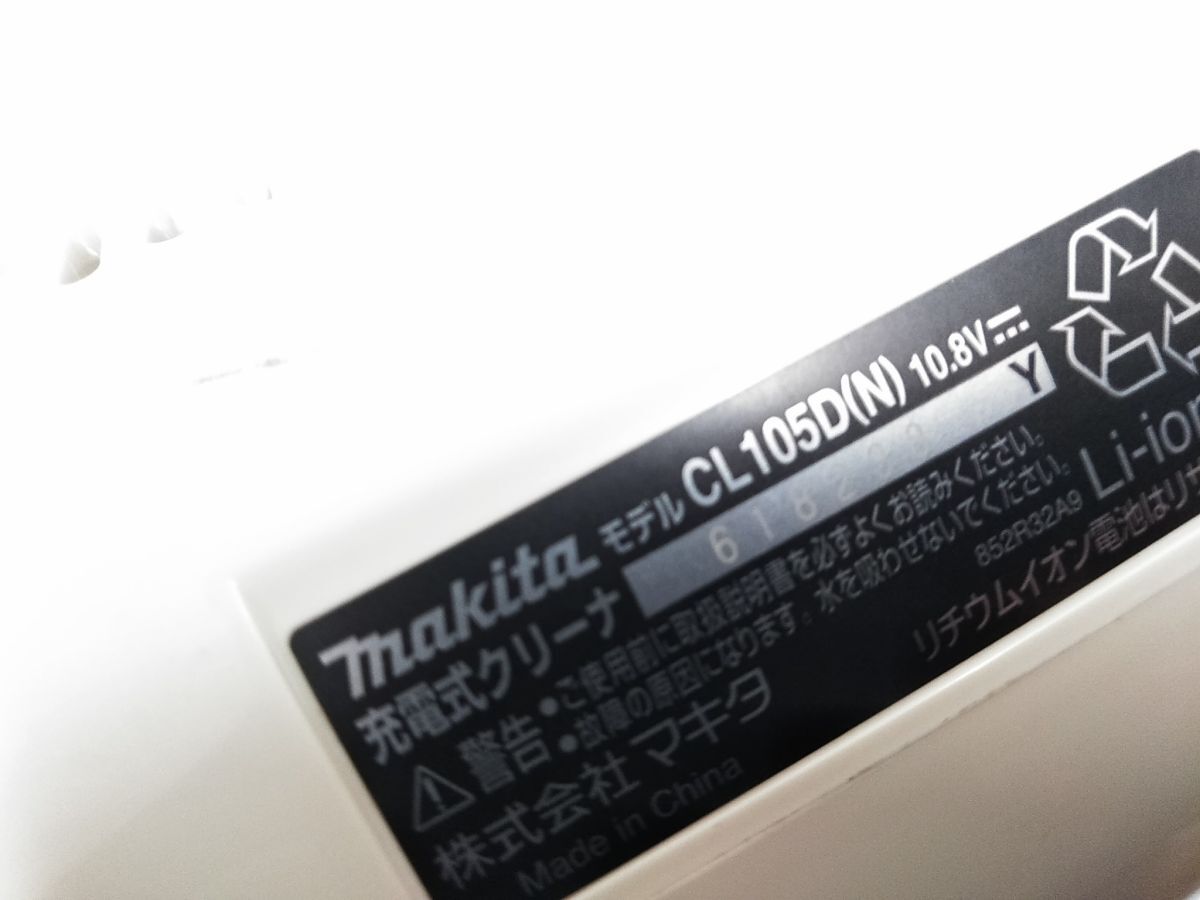 makita モデル CL105D(N) 10.8V
充電式クリーナ Y
警告 ●ご使用前に取扱説明書を必ずよくお読みください。
●故障の原因になります。水を吸わせないでください。
株式会社 マキタ 852R32A9 Li-ion
Made in China リチウムイオン電池はリサ